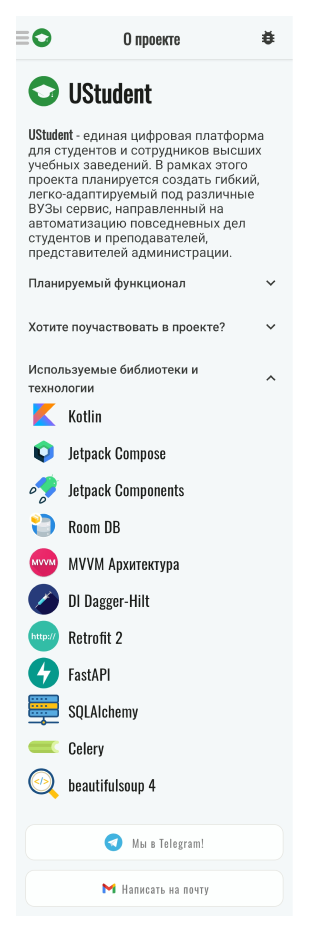 О проекте
UStudent
UStudent - единая цифровая платформа
для студентов и сотрудников высших
учебных заведений. В рамках этого
проекта планируется создать гибкий,
легко-адаптируемый под различные
ВУЗы сервис, направленный на
автоматизацию повседневных дел
студентов и преподавателей,
представителей администрации.
Планируемый функционал
Хотите поучаствовать в проекте?
Используемые библиотеки и
технологии
Kotlin
Jetpack Compose
Jetpack Components
Room DB
MVVM MVVM Архитектура
DI Dagger-Hilt
http:// Retrofit 2
FastAPI
SQLAlchemy
Celery
</> beautifulsoup 4
Мы в Telegram!
Написать на почту